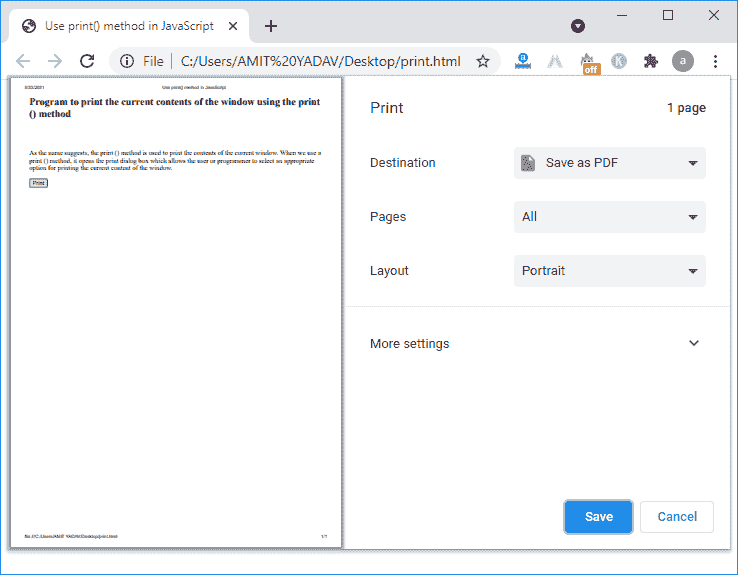 Use print() method in JavaScript
File
C:/Users/AMIT%20YADAV/Desktop/print.html
a
off
K
a
Use print() method in JavaScript
Program to print the current contents of the window using the print
() method
As the name suggests, the print () method is used to print the contents of the current window. When we use a
print () method, it opens the print dialog box which allows the user or programmer to select an appropriate
option for printing the current content of the window.
Print
file:///C:/Users/AMIT YADAV/Desktop/print.html
1/1
Print
1 page
Destination
Save as PDF
Pages
All
Layout
Portrait
More settings
Save
Cancel